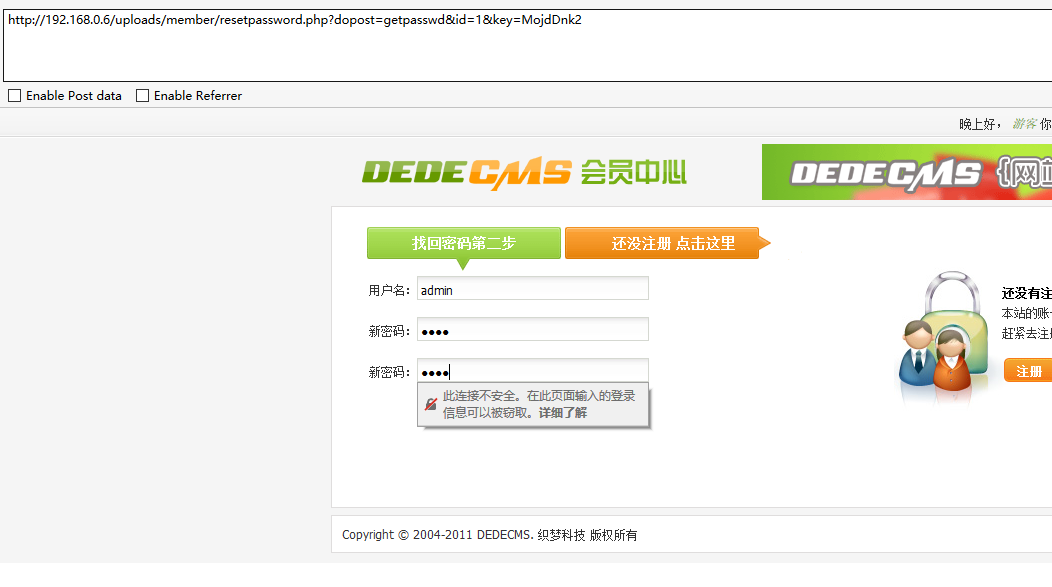 http://192.168.0.6/uploads/member/resetpassword.php?dopost=getpasswd&id=1&key=MojdDnk2
Enable Post data Enable Referrer
晚上好， 游客 你
DEDECMS 会员中心
DEDECMS {网
找回密码第二步
还没注册 点击这里
用户名： admin
新密码： ●●●●
新密码： ●●●●
此连接不安全。在此页面输入的登录
信息可以被窃取。详细了解
还没有注
本站的账
赶紧去注
注册
Copyright © 2004-2011 DEDECMS. 织梦科技 版权所有